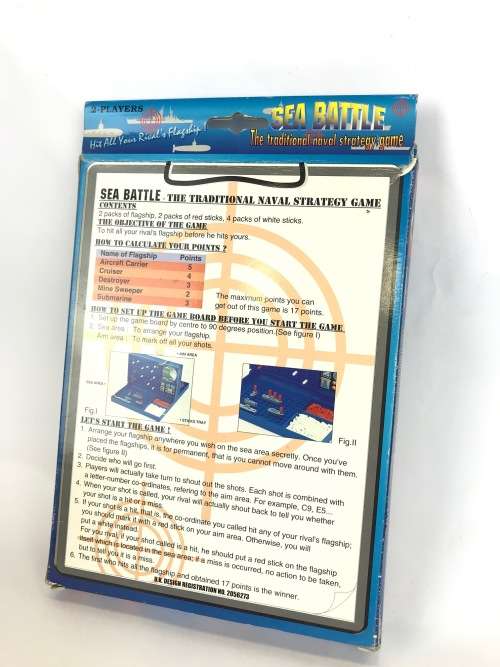 2-PLAYERS
Hit All Your Rival's Flagship !
SEA BATTLE
The traditional naval strategy game
SEA BATTLE - THE TRADITIONAL NAVAL STRATEGY GAME
CONTENTS
2 packs of flagship, 2 packs of red sticks, 4 packs of white sticks.
THE OBJECTIVE OF THE GAME
To hit all your rival's flagship before he hits yours.
HOW TO CALCULATE YOUR POINTS ?
Name of Flagship Points
Aircraft Carrier 5
Cruiser 4
Destroyer 3
Mine Sweeper 2
Submarine 3
The maximum points you can
get out of this game is 17 points.
HOW TO SET UP THE GAME BOARD BEFORE YOU START THE GAME
1. Set up the game board by centre to 90 degrees position.(See figure I)
2. Sea area : To arrange your flagship.
Aim area : To mark off all your shots.
AIM AREA
SEA AREA
STICKS TRAY
Fig.I
Fig.II
LET'S START THE GAME !
1. Arrange your flagship anywhere you wish on the sea area secretly. Once you've
placed the flagships, it is for permanent, that is you cannot move around with them.
(See figure II)
2. Decide who will go first.
3. Players will actually take turn to shout out the shots. Each shot is combined with
a letter-number co-ordinates, refering to the aim area. For example, C9, E5...
4. When your shot is called, your rival will actually shout back to tell you whether
your shot is a hit or a miss.
5. If your shot is a hit, that is, the co-ordinate you called hit any of your rival's flagship;
you should mark it with a red stick on your aim area. Otherwise, you will
put a white instead.
For you rival, if your shot called is a hit, he should put a red stick on the flagship
itself which is located in the sea area; if a miss is occurred, no action to be taken,
but to tell you it is a miss.
6. The first who hits all the flagship and obtained 17 points is the winner.
U.K. DESIGN REGISTRATION NO. 2056273